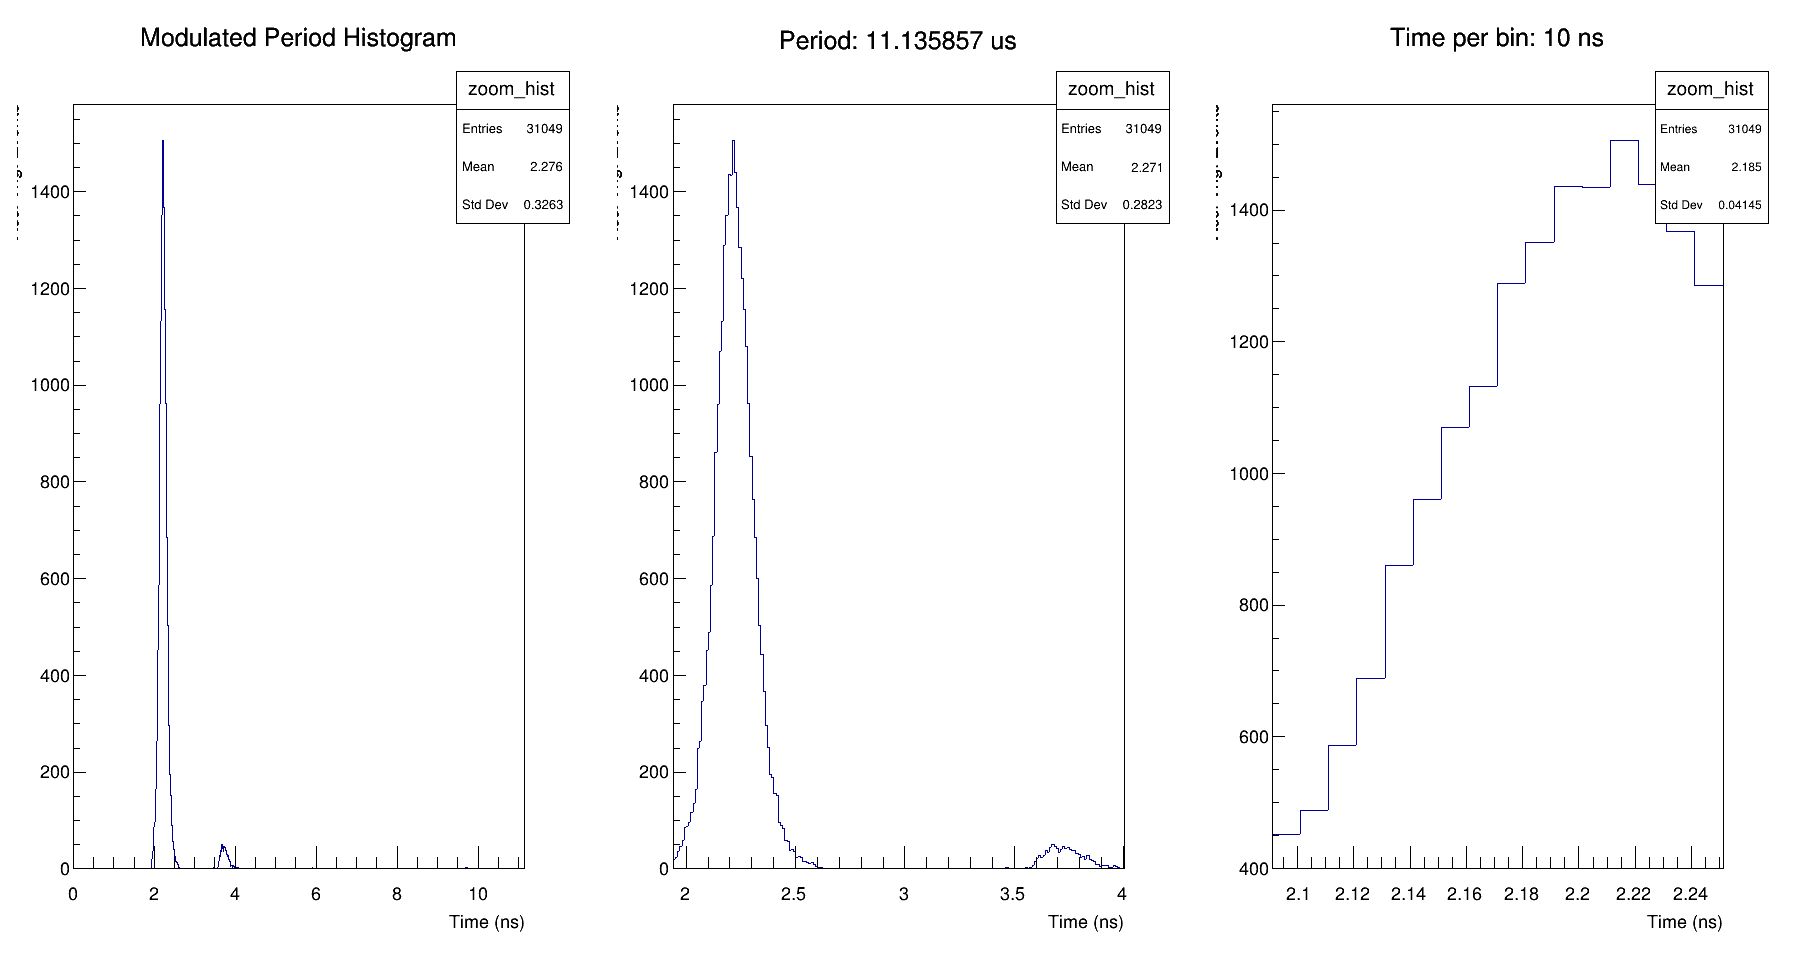 Modulated Period Histogram
zoom_hist
Entries 31049
Mean 2.276
Std Dev 0.3263
1400
1200
1000
800
600
400
200
0
0 2 4 6 8 10
Time (ns)
Period: 11.135857 us
zoom_hist
Entries 31049
Mean 2.271
Std Dev 0.2823
1400
1200
1000
800
600
400
200
0
2 2.5 3 3.5 4
Time (ns)
Time per bin: 10 ns
zoom_hist
Entries 31049
Mean 2.185
Std Dev 0.04145
1400
1200
1000
800
600
400
2.1 2.12 2.14 2.16 2.18 2.2 2.22 2.24
Time (ns)